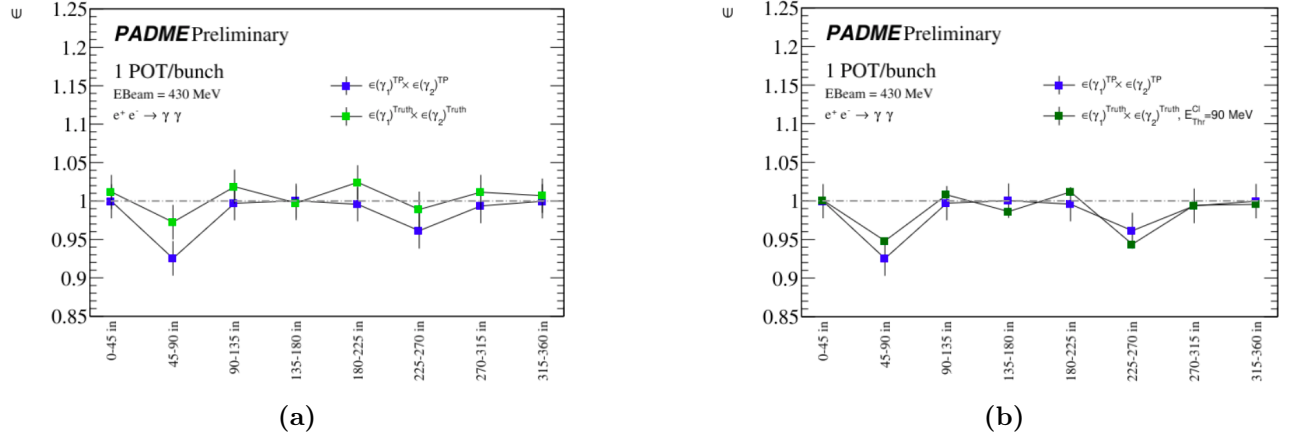 ∈
1.25
1.2
1.15
1.1
1.05
1
0.95
0.9
0.85
PADME Preliminary
1 POT/bunch
EBeam = 430 MeV
e⁺ e⁻ → γ γ
∈(γ₁)ᵀᴾ× ∈(γ₂)ᵀᴾ
∈(γ₁)ᵀʳᵘᵗʰ× ∈(γ₂)ᵀʳᵘᵗʰ
0-45 in
45-90 in
90-135 in
135-180 in
180-225 in
225-270 in
270-315 in
315-360 in
(a)
∈
1.25
1.2
1.15
1.1
1.05
1
0.95
0.9
0.85
PADME Preliminary
1 POT/bunch
EBeam = 430 MeV
e⁺ e⁻ → γ γ
∈(γ₁)ᵀᴾ× ∈(γ₂)ᵀᴾ
∈(γ₁)ᵀʳᵘᵗʰ× ∈(γ₂)ᵀʳᵘᵗʰ, E^Cl_Thr=90 MeV
0-45 in
45-90 in
90-135 in
135-180 in
180-225 in
225-270 in
270-315 in
315-360 in
(b)